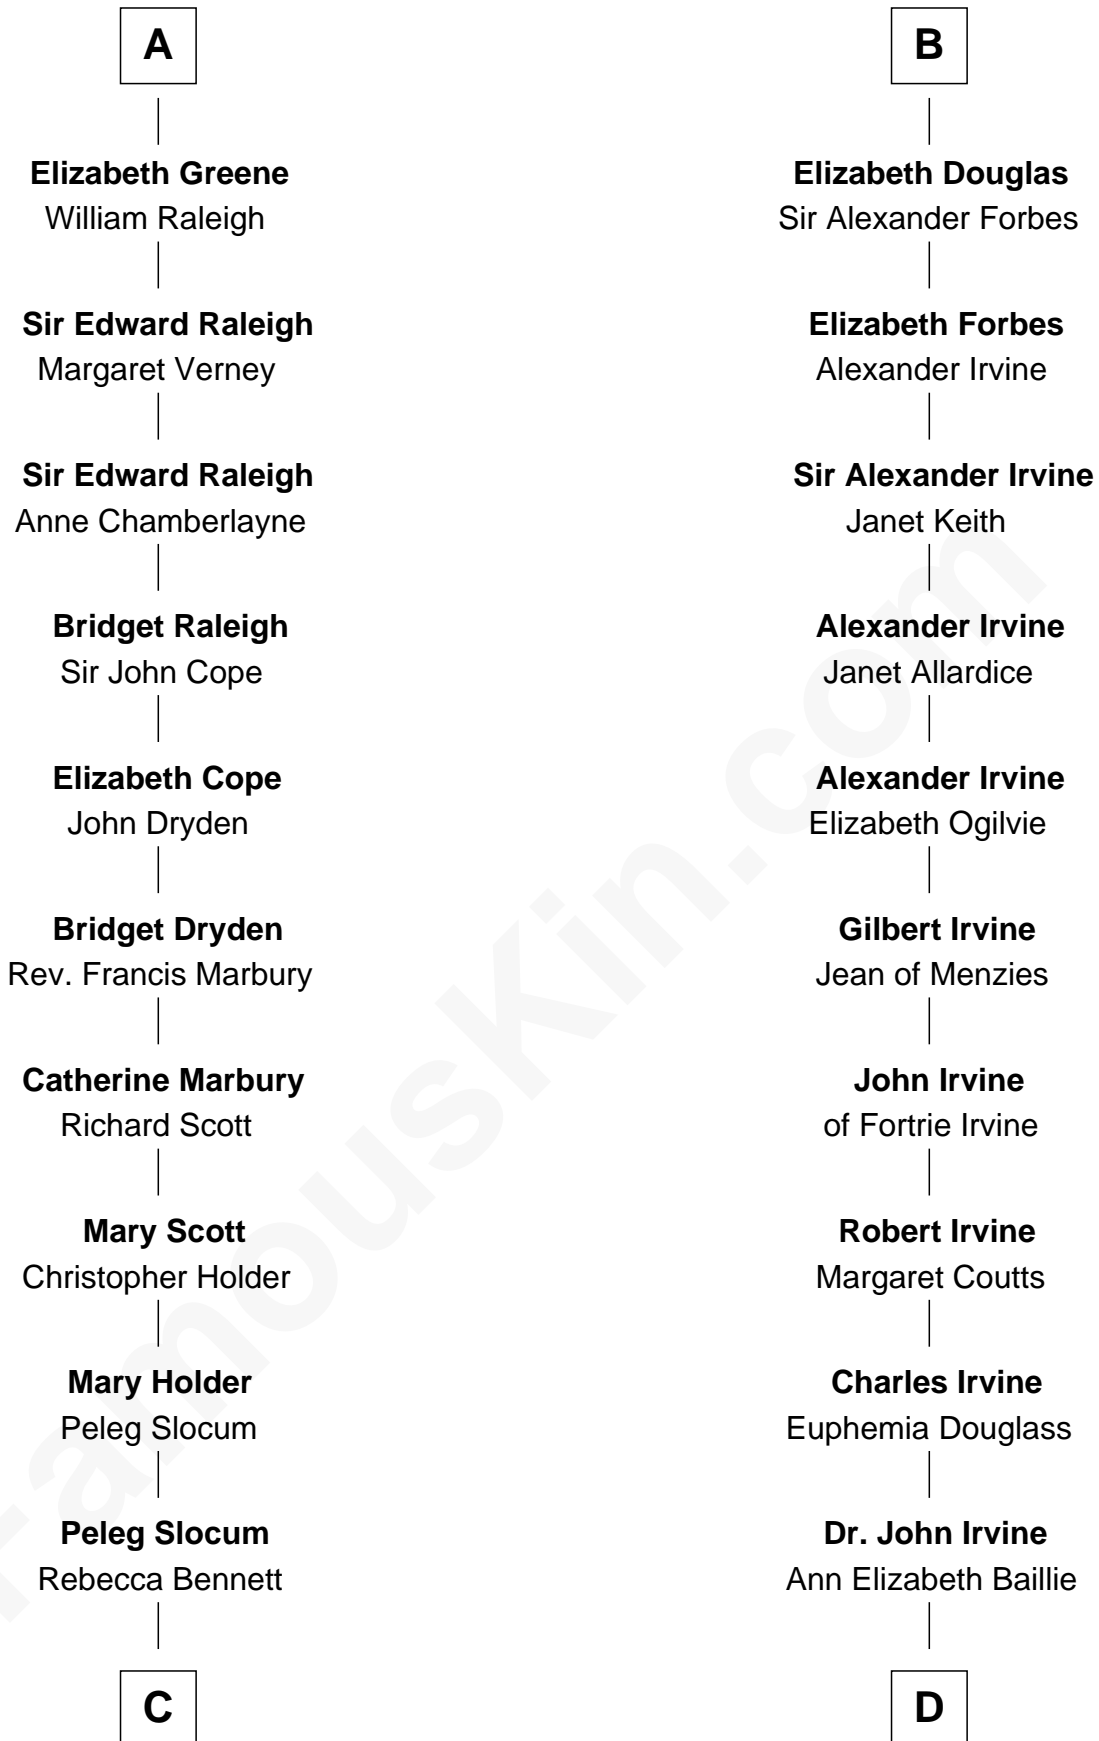 A
Elizabeth Greene
William Raleigh
Sir Edward Raleigh
Margaret Verney
Sir Edward Raleigh
Anne Chamberlayne
Bridget Raleigh
Sir John Cope
Elizabeth Cope
John Dryden
Bridget Dryden
Rev. Francis Marbury
Catherine Marbury
Richard Scott
Mary Scott
Christopher Holder
Mary Holder
Peleg Slocum
Peleg Slocum
Rebecca Bennett
C
B
Elizabeth Douglas
Sir Alexander Forbes
Elizabeth Forbes
Alexander Irvine
Sir Alexander Irvine
Janet Keith
Alexander Irvine
Janet Allardice
Alexander Irvine
Elizabeth Ogilvie
Gilbert Irvine
Jean of Menzies
John Irvine
of Fortrie Irvine
Robert Irvine
Margaret Coutts
Charles Irvine
Euphemia Douglass
Dr. John Irvine
Ann Elizabeth Baillie
D
FamousKin.com